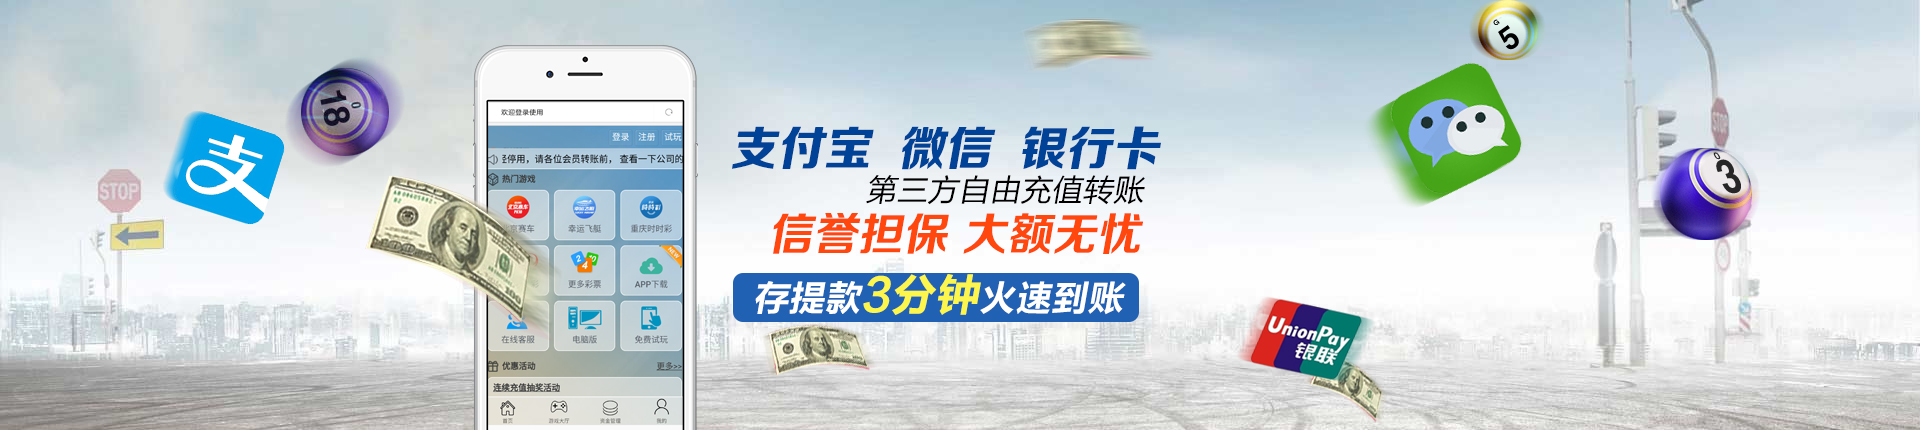 支付宝 微信 银行卡
第三方自由充值转账
信誉担保 大额无忧
存提款3分钟火速到账
欢迎登录使用
登录 注册 试玩
停用，请各位会员转账前， 查看一下公司的
热门游戏
赛车 幸运飞艇 重庆时时彩
更多彩票 APP下载
在线客服 电脑版 免费试玩
优惠活动 更多>>
连续充值抽奖活动
首页 游戏大厅 资金管理 我的
STOP
支
18
G
5
O
3
STOP
UnionPay
银联
100
NEW
2 4